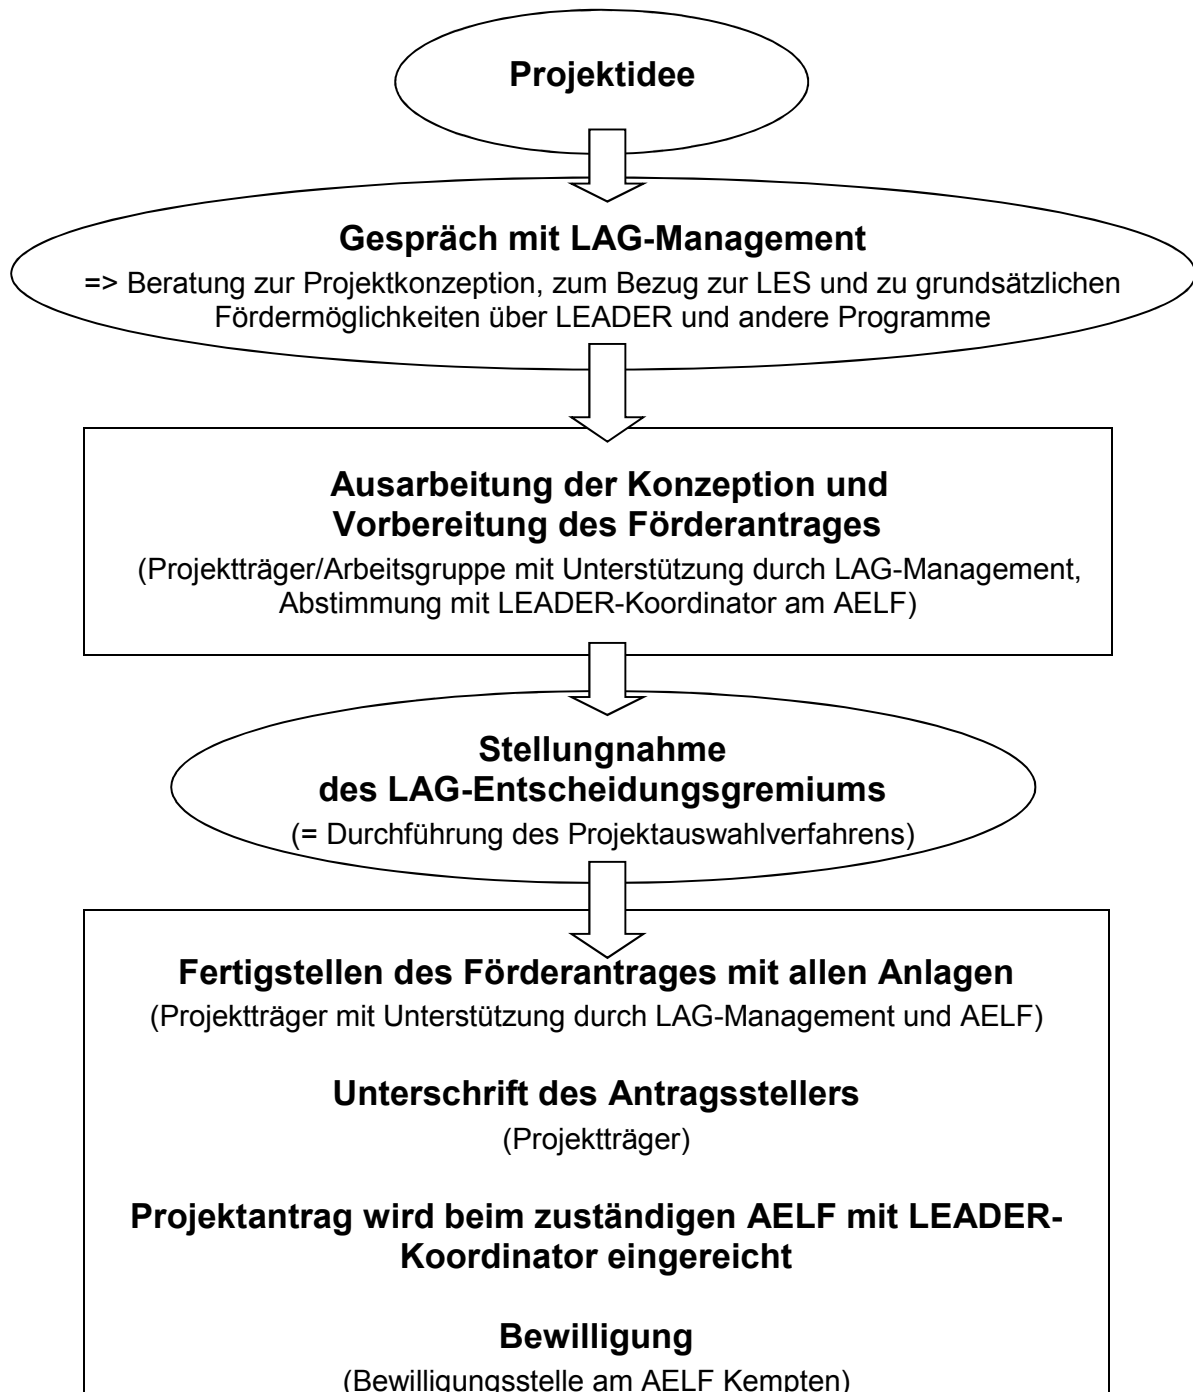 Projektidee
Gespräch mit LAG-Management
=> Beratung zur Projektkonzeption, zum Bezug zur LES und zu grundsätzlichen
Fördermöglichkeiten über LEADER und andere Programme
Ausarbeitung der Konzeption und
Vorbereitung des Förderantrages
(Projektträger/Arbeitsgruppe mit Unterstützung durch LAG-Management,
Abstimmung mit LEADER-Koordinator am AELF)
Stellungnahme
des LAG-Entscheidungsgremiums
(= Durchführung des Projektauswahlverfahrens)
Fertigstellen des Förderantrages mit allen Anlagen
(Projektträger mit Unterstützung durch LAG-Management und AELF)
Unterschrift des Antragsstellers
(Projektträger)
Projektantrag wird beim zuständigen AELF mit LEADER-
Koordinator eingereicht
Bewilligung
(Bewilligungsstelle am AELF Kempten)